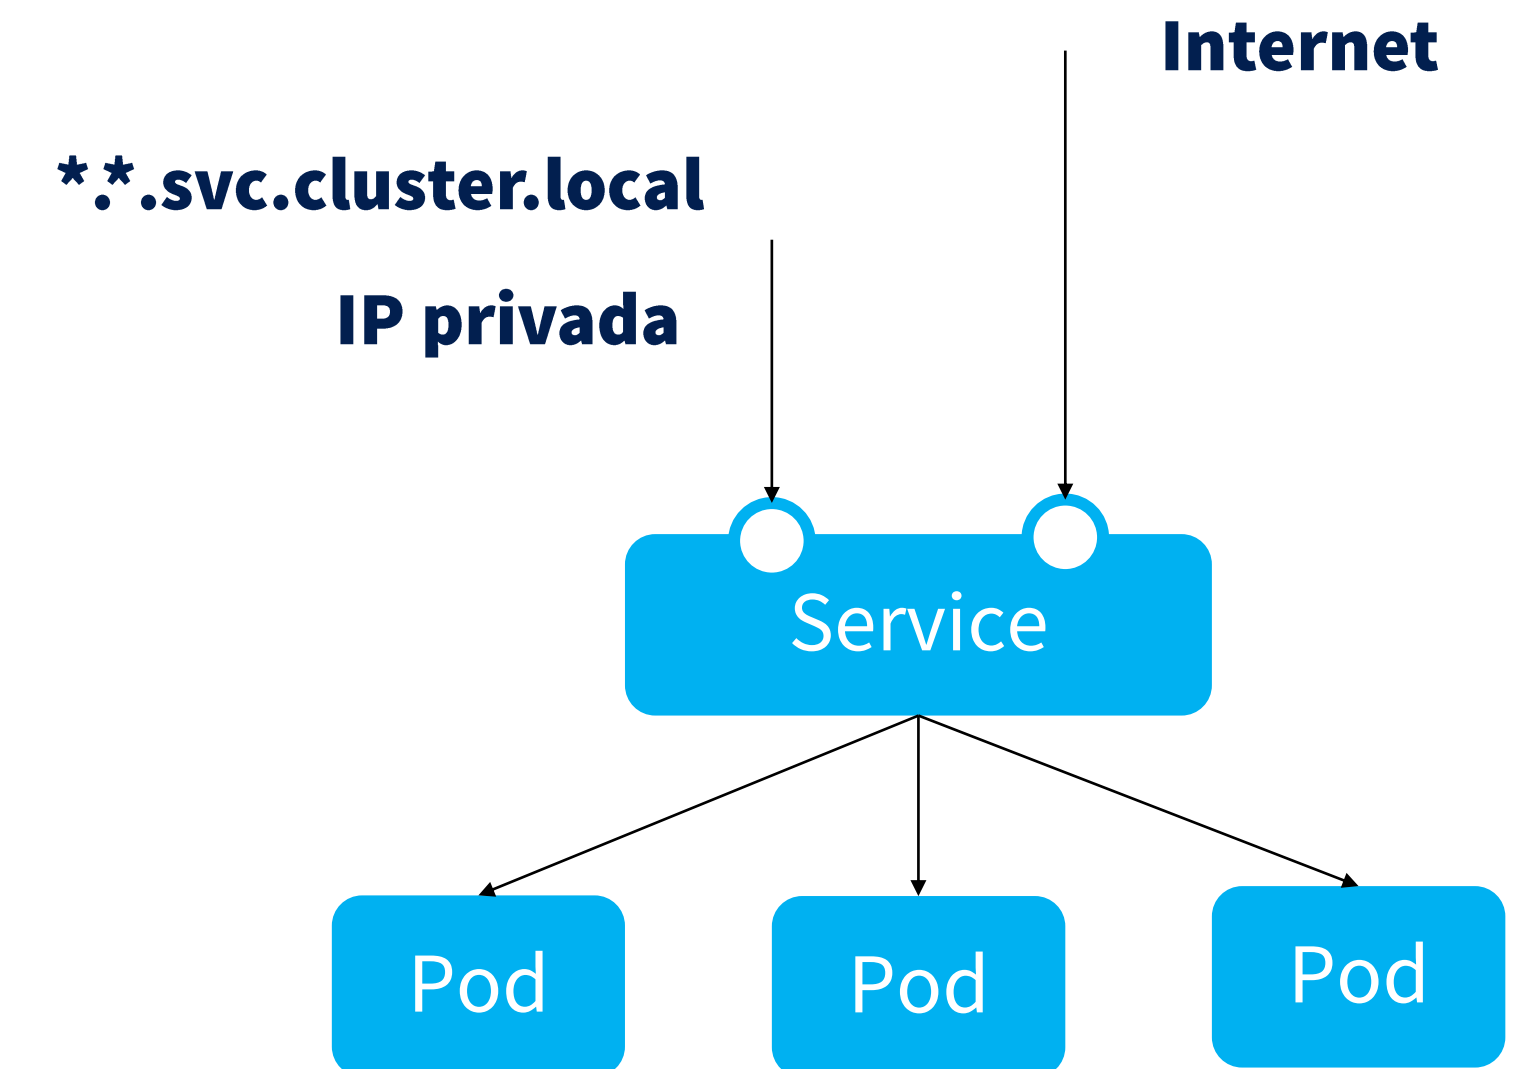 Internet
*.*.svc.cluster.local
IP privada
Service
Pod
Pod
Pod